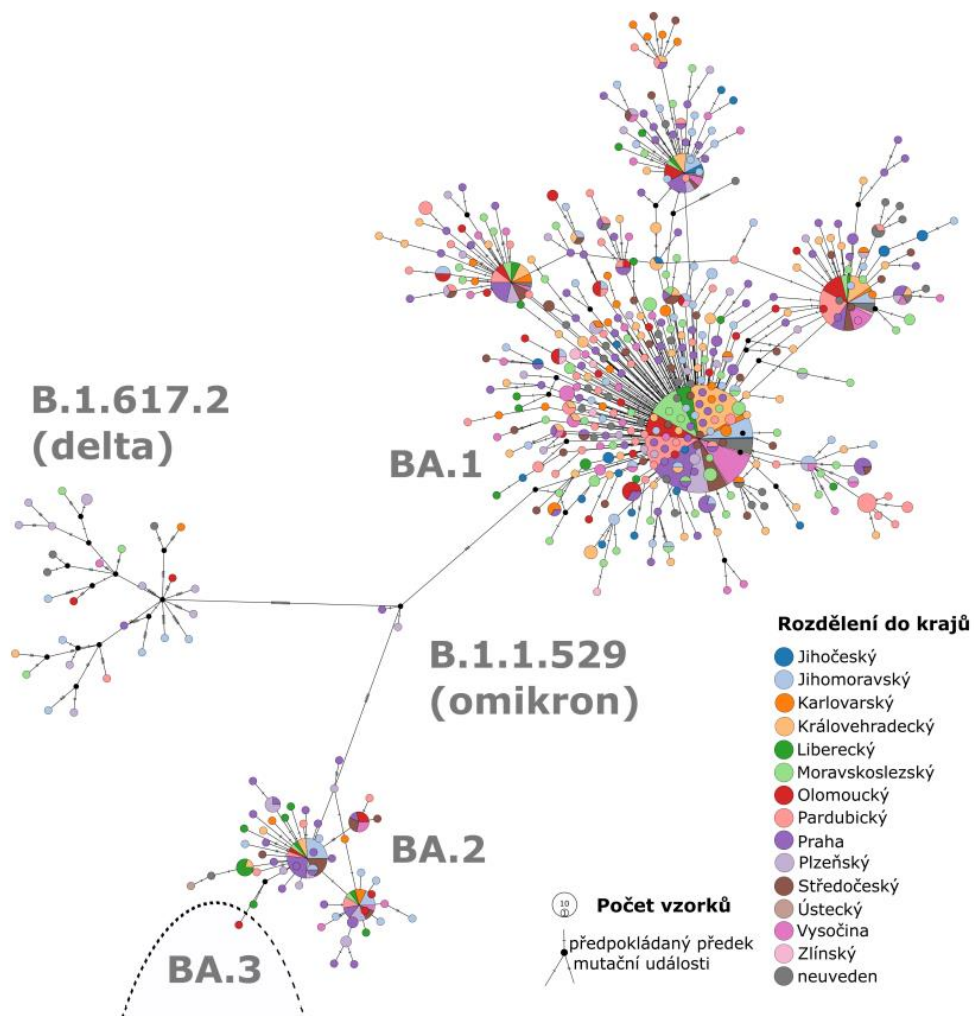 B.1.617.2
(delta)
BA.1
B.1.1.529
(omikron)
BA.2
BA.3
Rozdělení do krajů
Jihočeský
Jihomoravský
Karlovarský
Královehradecký
Liberecký
Moravskoslezský
Olomoucký
Pardubický
Praha
Plzeňský
Středočeský
Ústecký
Vysočina
Zlínský
neuveden
10
1
Počet vzorků
předpokládaný předek
mutační události